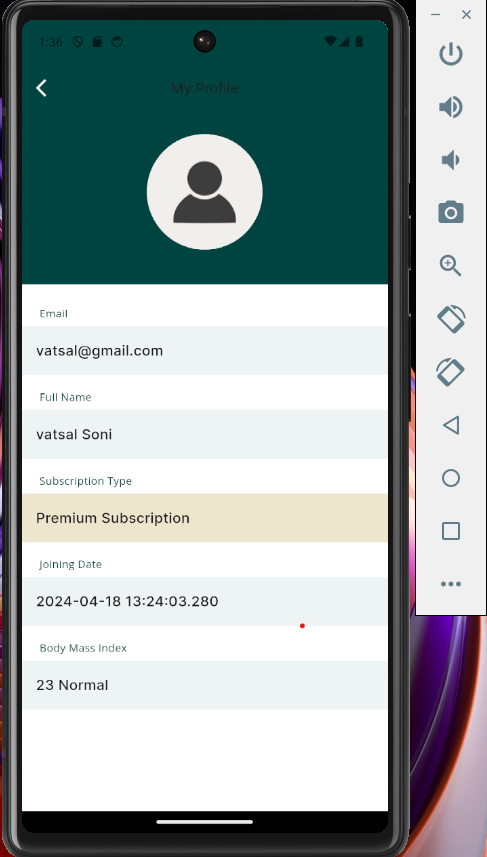 1:36
My Profile
Email
vatsal@gmail.com
Full Name
vatsal Soni
Subscription Type
Premium Subscription
Joining Date
2024-04-18 13:24:03.280
Body Mass Index
23 Normal